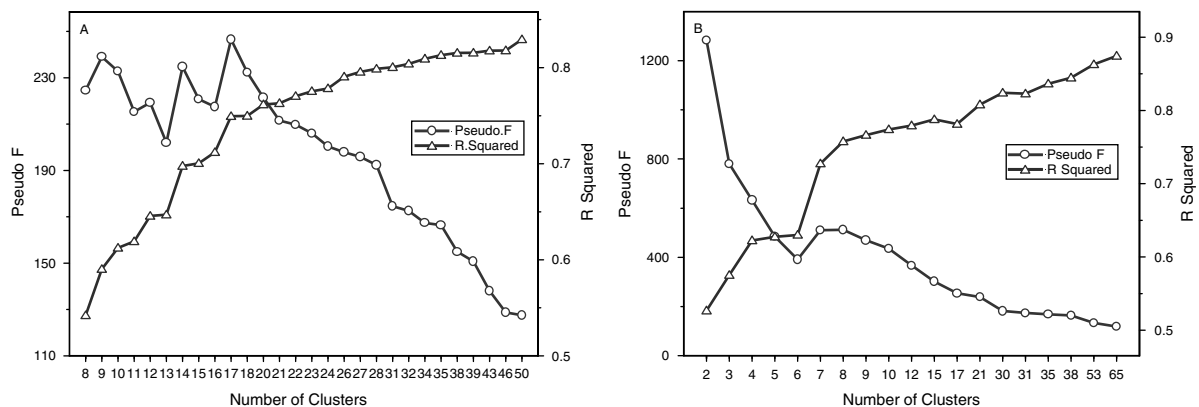 A
230
190
150
110
0.8
0.7
0.6
0.5
Pseudo F
R Squared
Pseudo.F
R.Squared
8 9 10 11 12 13 14 15 16 17 18 20 21 22 23 24 26 27 28 31 32 34 35 38 39 43 46 50
Number of Clusters
B
1200
800
400
0
0.9
0.8
0.7
0.6
0.5
Pseudo F
R Squared
Pseudo F
R Squared
2 3 4 5 6 7 8 9 10 12 15 17 21 30 31 35 38 53 65
Number of Clusters